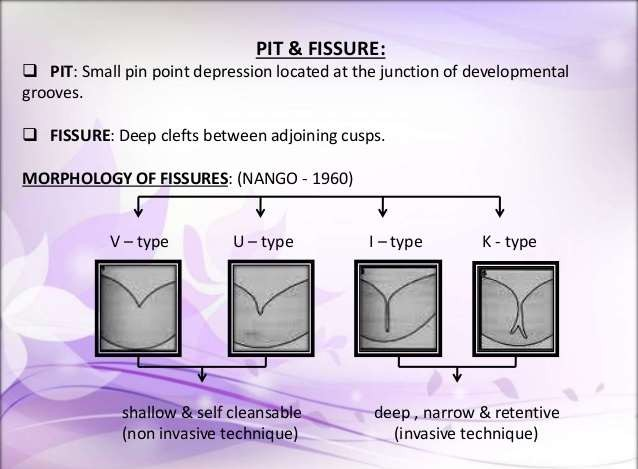 PIT & FISSURE:
❑ PIT: Small pin point depression located at the junction of developmental
grooves.
❑ FISSURE: Deep clefts between adjoining cusps.
MORPHOLOGY OF FISSURES: (NANGO - 1960)
V – type U – type I – type K - type
shallow & self cleansable deep , narrow & retentive
(non invasive technique) (invasive technique)